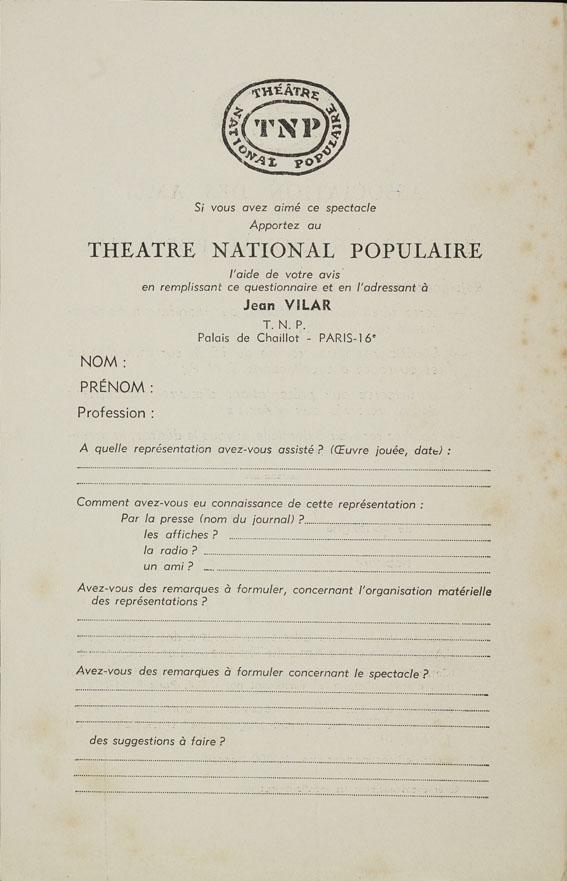 THÉÂTRE
NATIONAL POPULAIRE
TNP
Si vous avez aimé ce spectacle
Apportez au
THEATRE NATIONAL POPULAIRE
l'aide de votre avis
en remplissant ce questionnaire et en l'adressant à
Jean VILAR
T. N. P.
Palais de Chaillot - PARIS-16e
NOM :
PRÉNOM :
Profession :
A quelle représentation avez-vous assisté ? (Œuvre jouée, date) :
Comment avez-vous eu connaissance de cette représentation :
Par la presse (nom du journal) ?
les affiches ?
la radio ?
un ami ?
Avez-vous des remarques à formuler, concernant l'organisation matérielle
des représentations ?
Avez-vous des remarques à formuler concernant le spectacle ?
des suggestions à faire ?